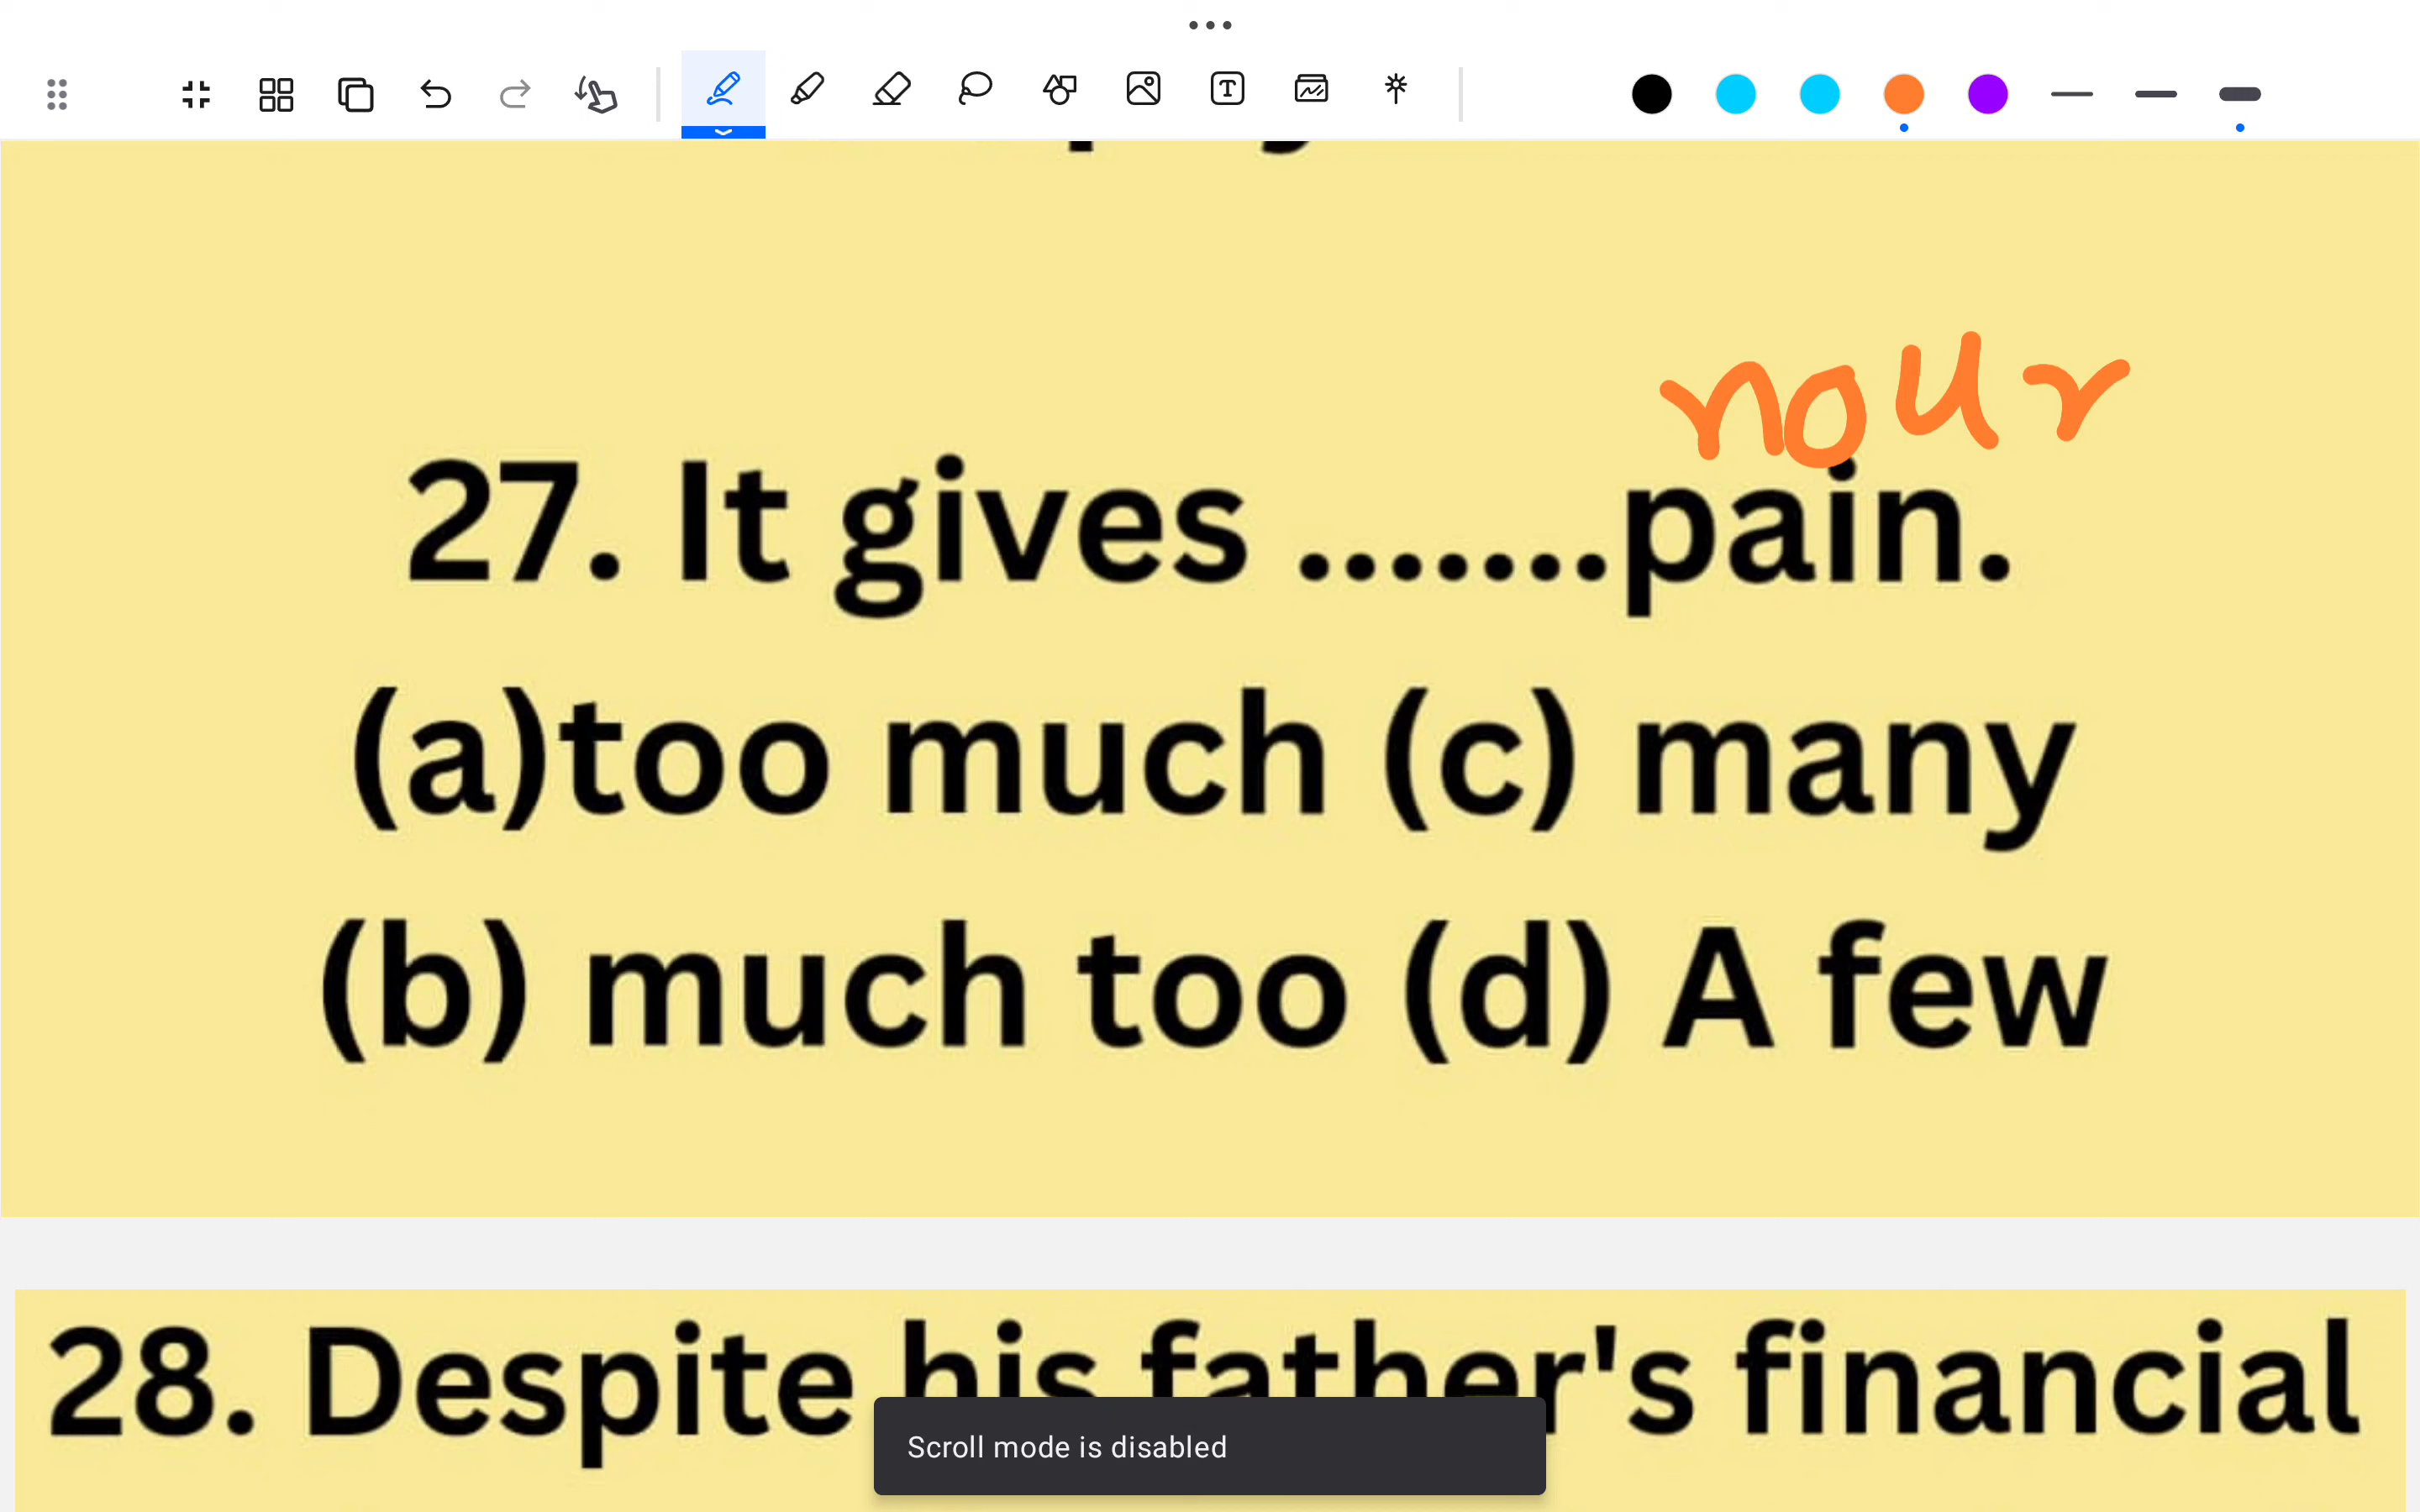 nour
27. It gives .......pain.
(a)too much (c) many
(b) much too (d) A few
28. Despite his father's financial
Scroll mode is disabled